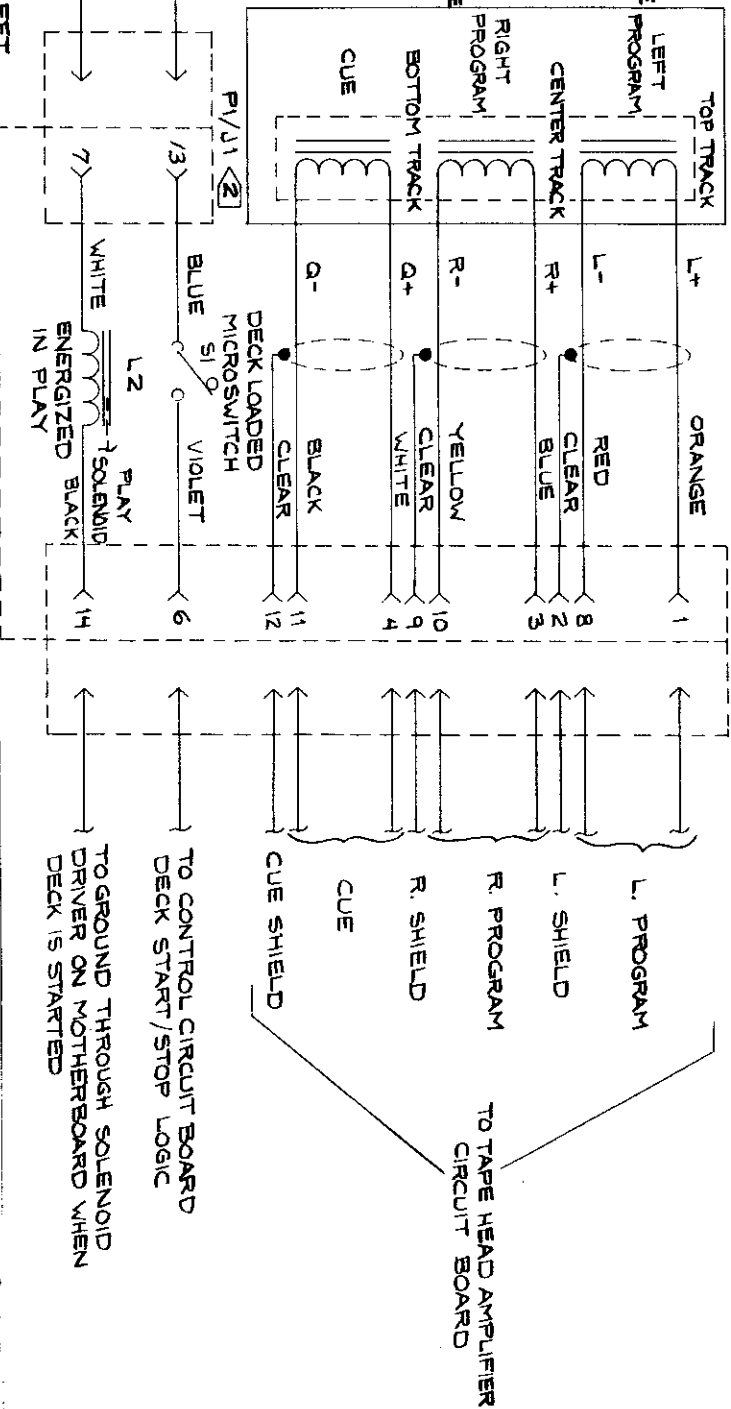 TOP TRACK
LEFT
PROGRAM
CENTER TRACK
RIGHT
PROGRAM
BOTTOM TRACK
CUE
L+
ORANGE
1
L. PROGRAM
L-
RED
8
CLEAR
2
L. SHIELD
R+
BLUE
3
R. PROGRAM
R-
YELLOW
10
CLEAR
9
R. SHIELD
Q+
WHITE
4
CUE
Q-
BLACK
11
CLEAR
12
CUE SHIELD
TO TAPE HEAD AMPLIFIER
CIRCUIT BOARD
P1/J1 2
DECK LOADED
MICROSWITCH
13
BLUE
S1
VIOLET
6
TO CONTROL CIRCUIT BOARD
DECK START/STOP LOGIC
7
WHITE
L2
PLAY
SOLENOID
ENERGIZED
IN PLAY
BLACK
14
TO GROUND THROUGH SOLENOID
DRIVER ON MOTHERBOARD WHEN
DECK IS STARTED